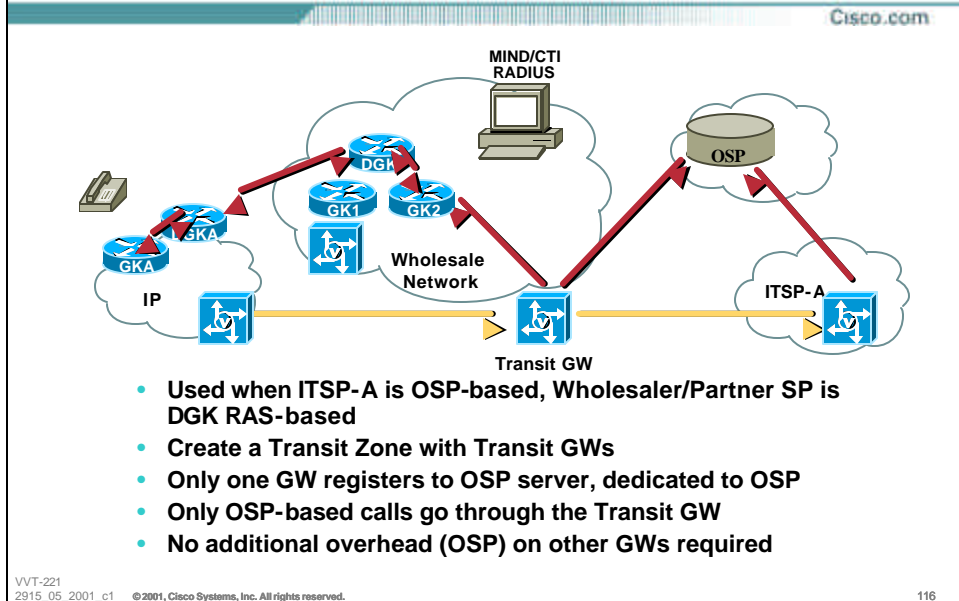 Cisco.com
MIND/CTI
RADIUS
OSP
DGK
GK1
GK2
GKA
GKA
Wholesale
Network
IP
ITSP-A
Transit GW
• Used when ITSP-A is OSP-based, Wholesaler/Partner SP is
DGK RAS-based
• Create a Transit Zone with Transit GWs
• Only one GW registers to OSP server, dedicated to OSP
• Only OSP-based calls go through the Transit GW
• No additional overhead (OSP) on other GWs required
VVT-221
2915_05_2001_c1 © 2001, Cisco Systems, Inc. All rights reserved. 116